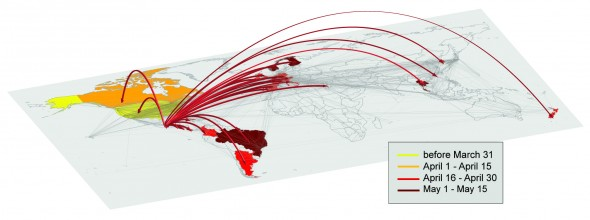 before March 31
April 1 - April 15
April 16 - April 30
May 1 - May 15